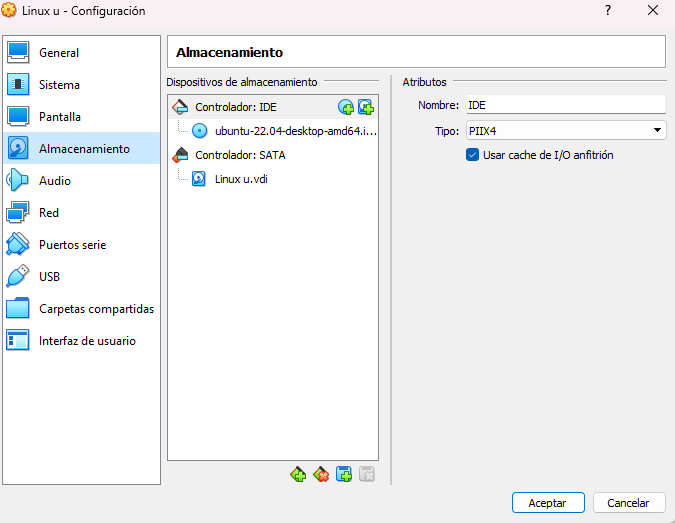 Linux u - Configuración
?
General
Sistema
Pantalla
Almacenamiento
Audio
Red
Puertos serie
USB
Carpetas compartidas
Interfaz de usuario
Almacenamiento
Dispositivos de almacenamiento
Controlador: IDE
ubuntu-22.04-desktop-amd64.i...
Controlador: SATA
Linux u.vdi
Atributos
Nombre: IDE
Tipo: PIIX4
Usar cache de I/O anfitrión
Aceptar
Cancelar